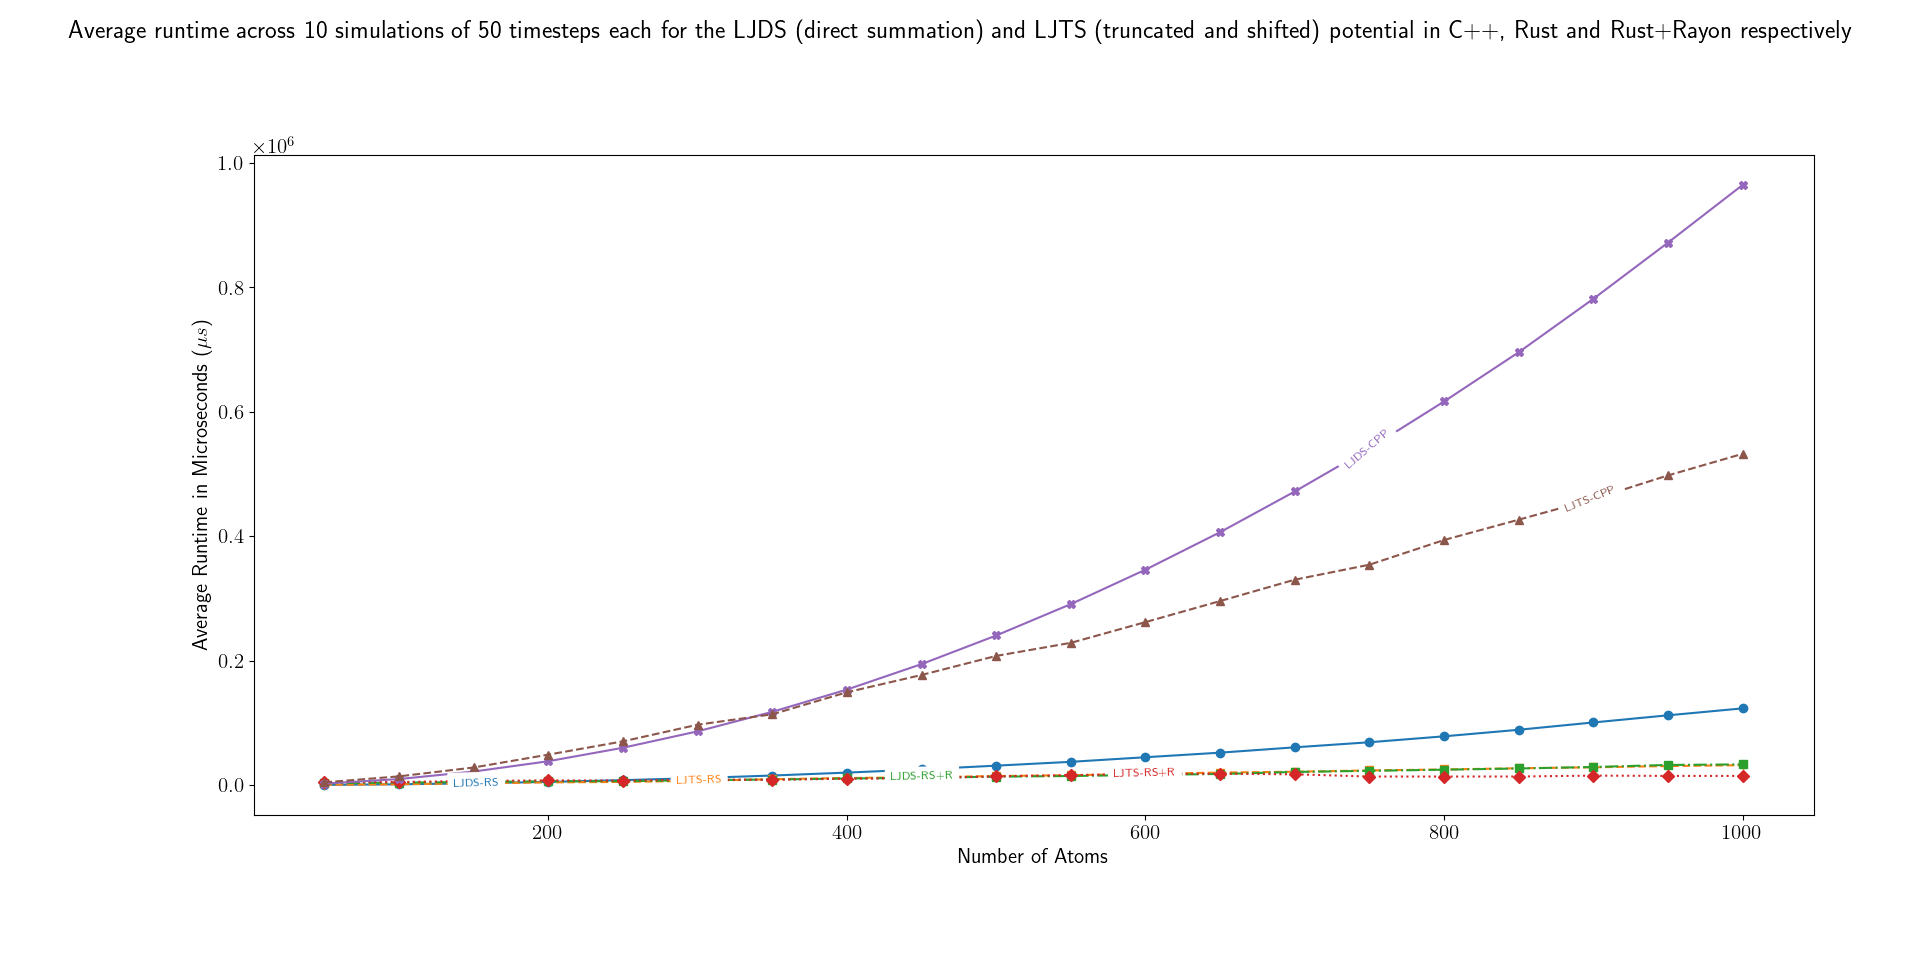 Average runtime across 10 simulations of 50 timesteps each for the LJDS (direct summation) and LJTS (truncated and shifted) potential in C++, Rust and Rust+Rayon respectively
×10⁶
1.0
0.8
0.6
0.4
0.2
0.0
Average Runtime in Microseconds (μs)
LJDS-CPP
LJTS-CPP
LJDS-RS
LJTS-RS
LJDS-RS+R
LJTS-RS+R
200
400
600
800
1000
Number of Atoms